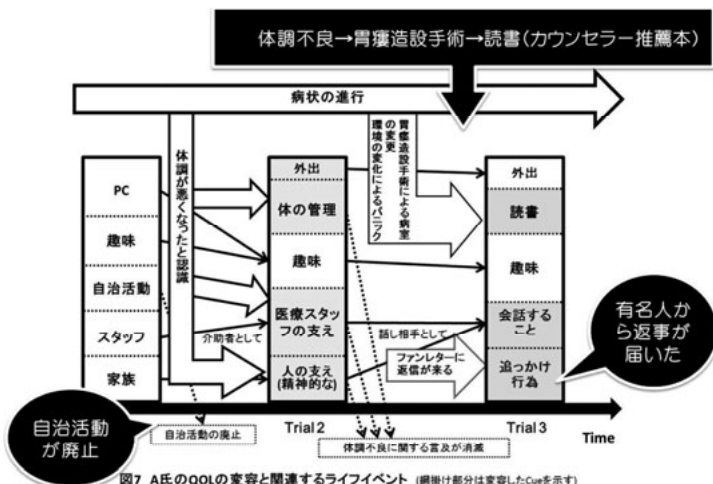 体調不良→胃瘻造設手術→読書(カウンセラー推薦本)
病状の進行
体調が悪くなったと認識
胃瘻造設手術による病室
の変更
環境の変化によるパニック
PC
趣味
自治活動
スタッフ
家族
介助者として
外出
体の管理
趣味
医療スタッ
フの支え
人の支え
(精神的な)
話し相手として
ファンレターに
返信が来る
外出
読書
趣味
会話する
こと
追っかけ
行為
有名人
から返事が
届いた
自治活動
が廃止
自治活動の廃止
Trial 2
体調不良に関する言及が消滅
Trial 3
Time
図7 A氏のQOLの変容と関連するライフイベント (網掛け部分は変容したCueを示す)